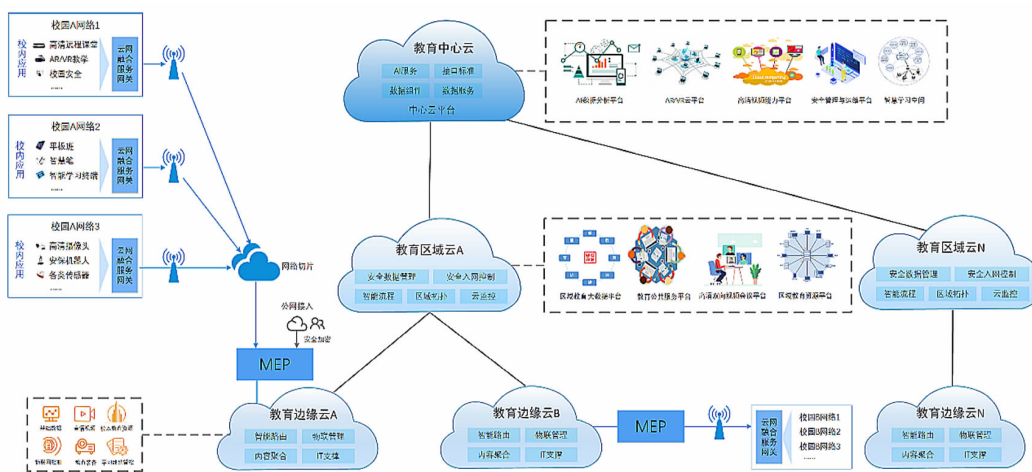 校园A网络1
校内应用
高清远程课堂
AR/VR教学
校园安全
......
云网融合服务网关
校园A网络2
校内应用
平板班
智慧笔
智能学习终端
......
云网融合服务网关
校园A网络3
校内应用
高清摄像头
安保机器人
各类传感器
......
云网融合服务网关
网络切片
公网接入
安全加密
MEP
教育中心云
AI服务
接口标准
数据组件
数据服务
中心云平台
AI数据分析平台
AR/VR云平台
高清视频能力平台
安全管理与运维平台
智慧学习空间
教育区域云A
安全数据管理
安全入网控制
智能流程
区域拓扑
云监控
区域教育大数据平台
教育公共服务平台
高清双向视频会议平台
区域教育资源平台
教育区域云N
安全数据管理
安全入网控制
智能流程
区域拓扑
云监控
教育边缘云A
智能路由
物联管理
内容聚合
IT支撑
教育边缘云B
智能路由
物联管理
内容聚合
IT支撑
MEP
云网融合服务网关
校园B网络1
校园B网络2
校园B网络3
......
教育边缘云N
智能路由
物联管理
内容聚合
IT支撑